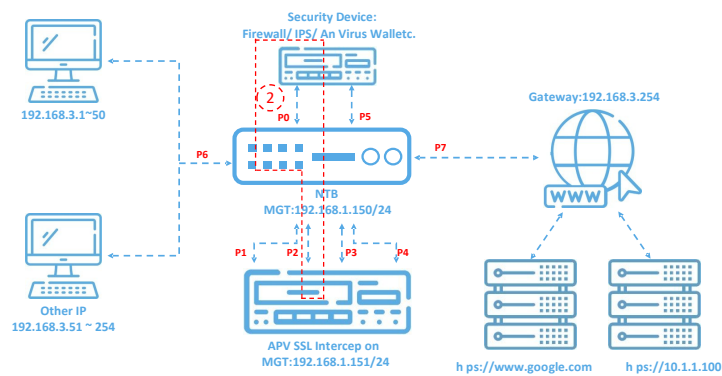 Security Device:
Firewall/ IPS/ An Virus Walletc.
192.168.3.1~50
2
P0
P5
Gateway:192.168.3.254
P6
P7
WWW
NTB
MGT:192.168.1.150/24
P1
P2
P3
P4
Other IP
192.168.3.51 ~ 254
APV SSL Intercep on
MGT:192.168.1.151/24
h ps://www.google.com
h ps://10.1.1.100